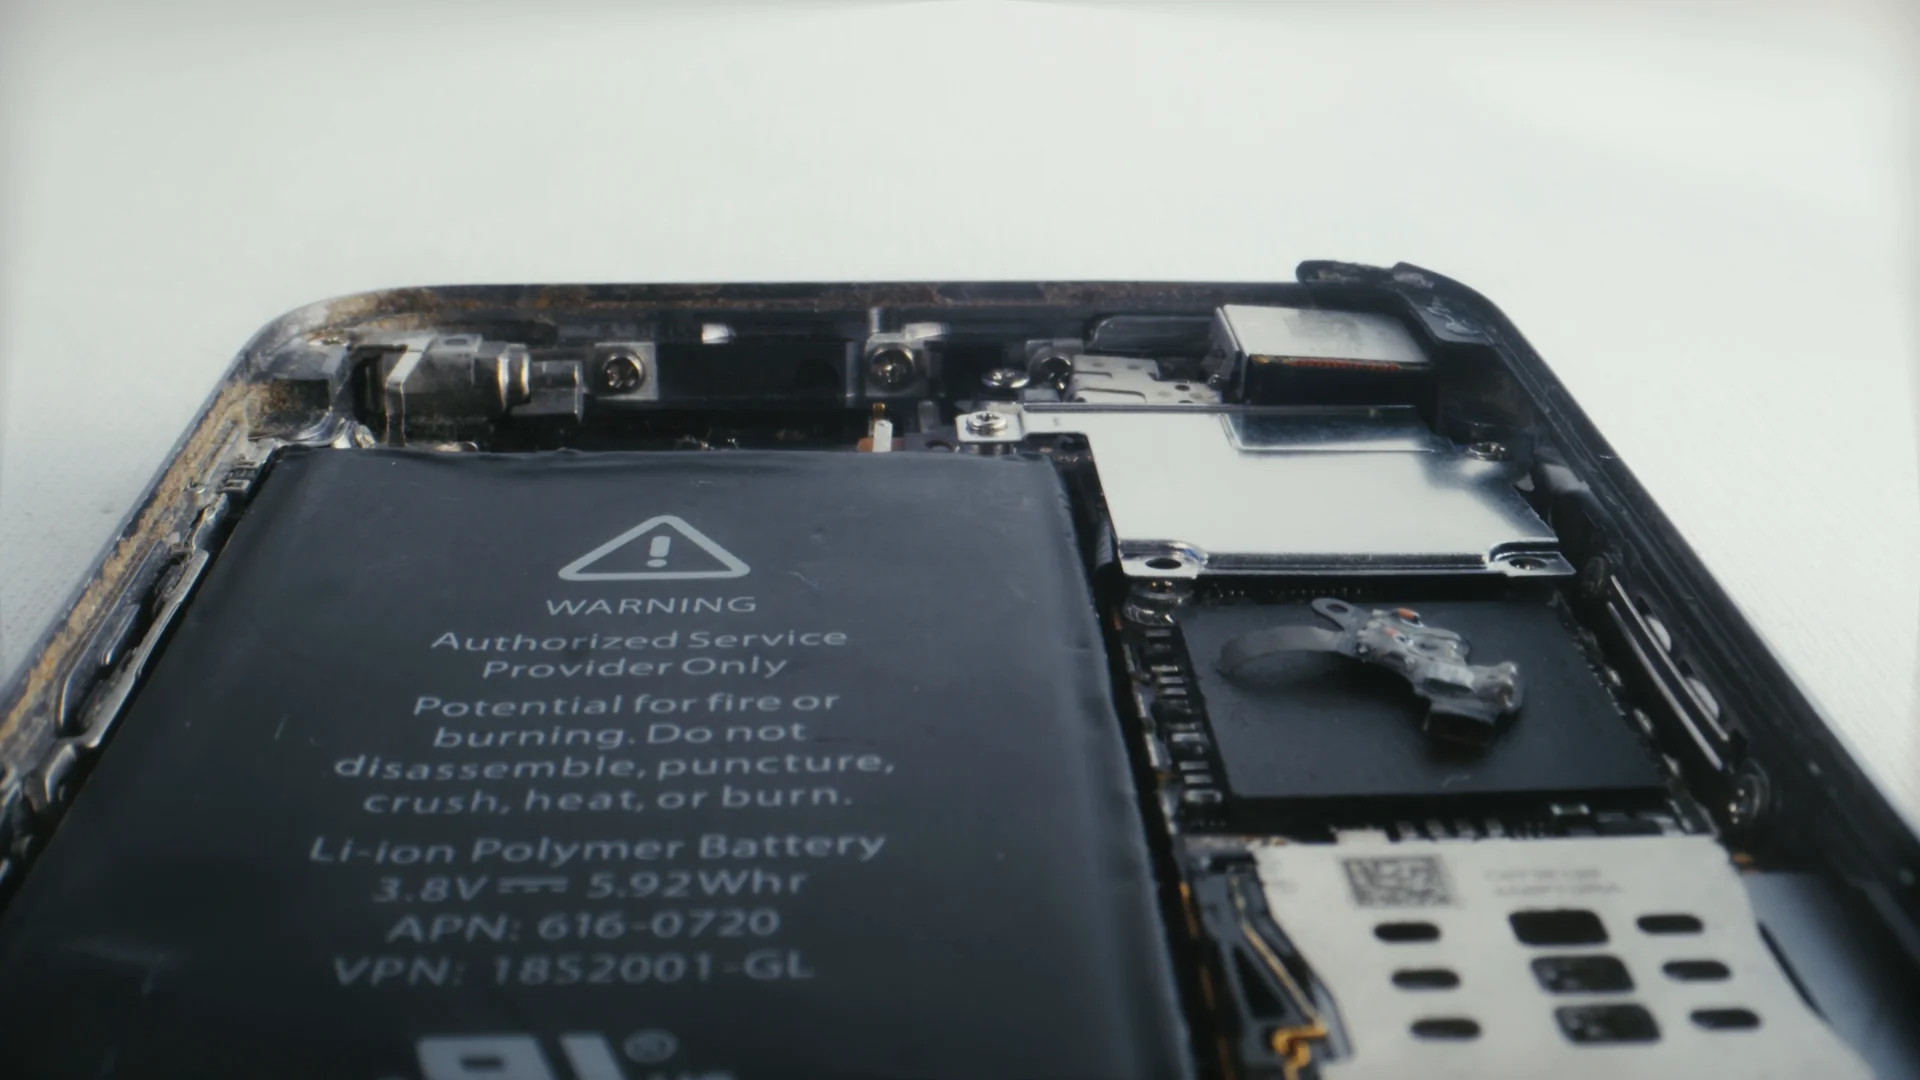 WARNING
Authorized Service
Provider Only
Potential for fire or
burning. Do not
disassemble, puncture,
crush, heat, or burn.
Li-ion Polymer Battery
3.8V ⎓ 5.92Whr
APN: 616-0720
VPN: 1852001-GL